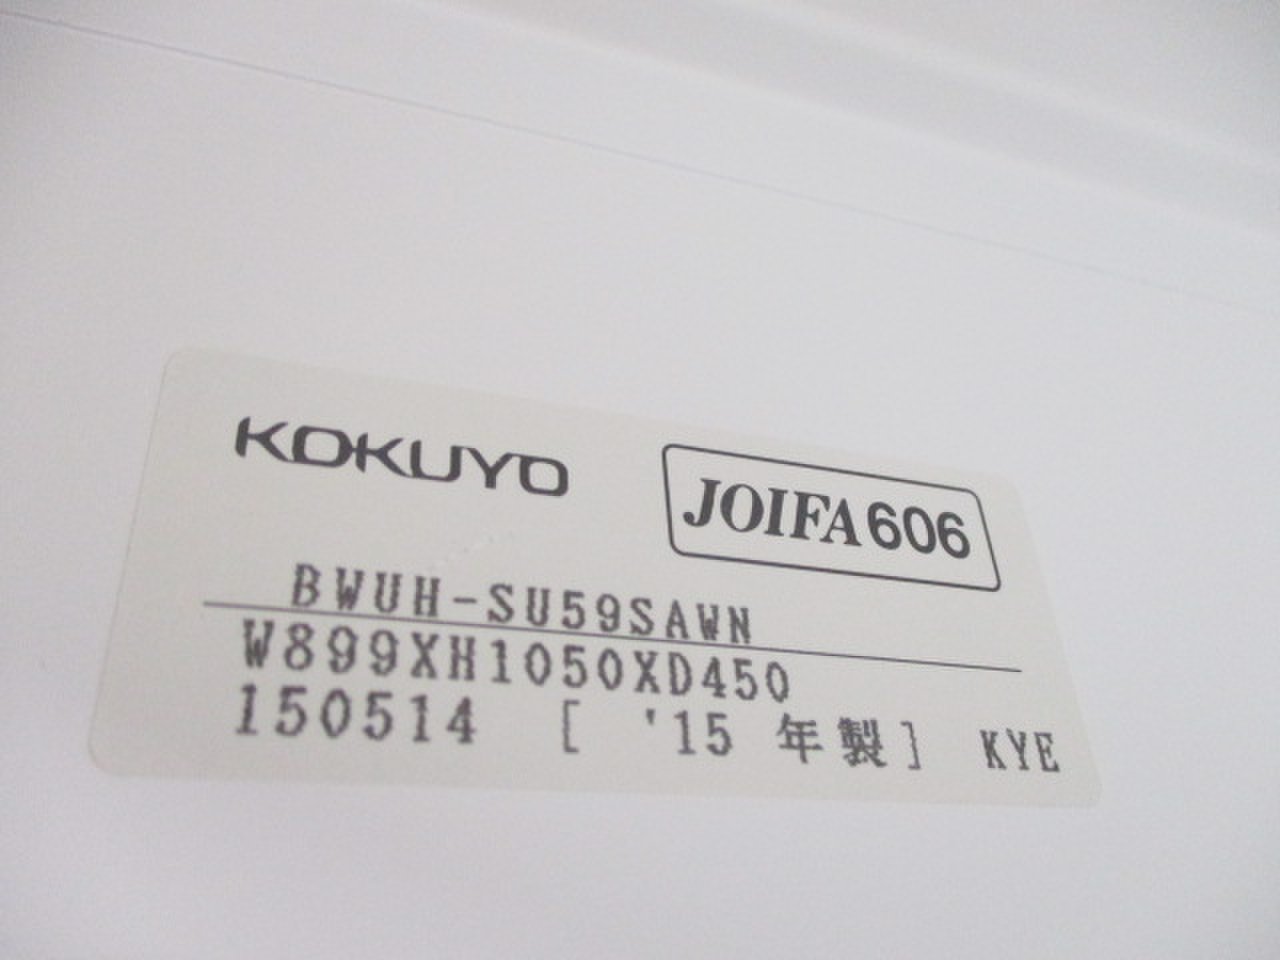 KOKUYO
JOIFA606
BWUH-SU59SAWN
W899XH1050XD450
150514 [ '15 年製] KYE